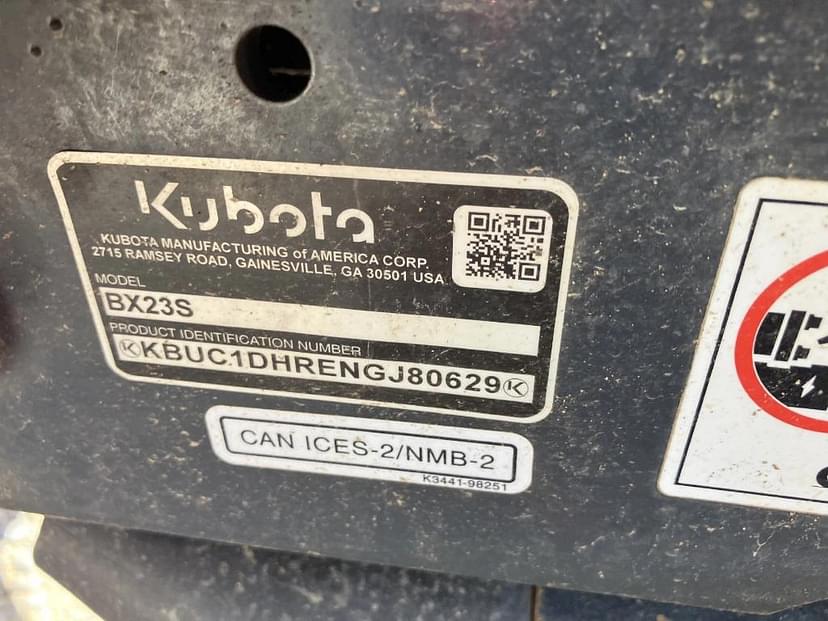 Kubota
KUBOTA MANUFACTURING of AMERICA CORP.
2715 RAMSEY ROAD, GAINESVILLE, GA 30501 USA
MODEL
BX23S
PRODUCT IDENTIFICATION NUMBER
KBUC1DHRENGJ80629
CAN ICES-2/NMB-2
K3441-98251